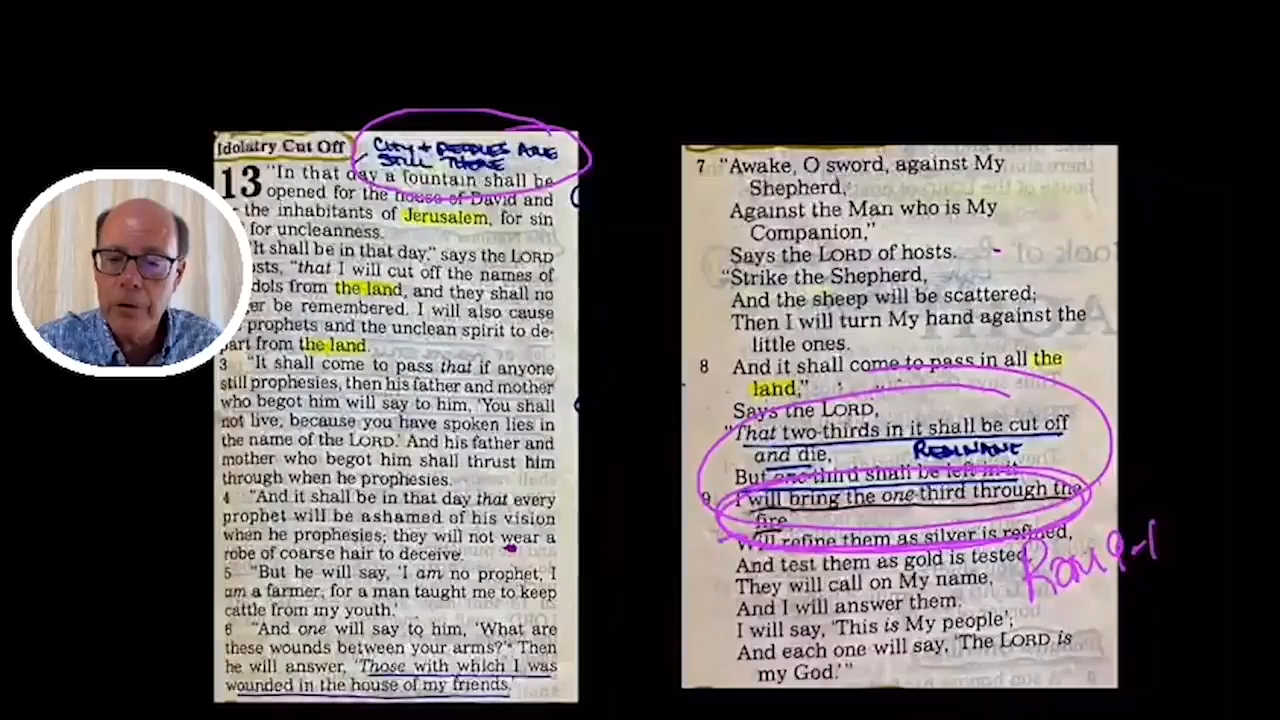 Idolatry Cut Off
CITY + PEOPLES ARE
STILL THERE
13 "In that day a fountain shall be
opened for the house of David and
the inhabitants of Jerusalem, for sin
for uncleanness.
It shall be in that day," says the LORD
osts, "that I will cut off the names of
dols from the land, and they shall no
er be remembered. I will also cause
prophets and the unclean spirit to de-
part from the land.
3 "It shall come to pass that if anyone
still prophesies, then his father and mother
who begot him will say to him, 'You shall
not live, because you have spoken lies in
the name of the LORD.' And his father and
mother who begot him shall thrust him
through when he prophesies.
4 "And it shall be in that day that every
prophet will be ashamed of his vision
when he prophesies; they will not wear a
robe of coarse hair to deceive.
5 "But he will say, 'I am no prophet, I
am a farmer; for a man taught me to keep
cattle from my youth.'
6 "And one will say to him, 'What are
these wounds between your arms?'* Then
he will answer, 'Those with which I was
wounded in the house of my friends.'
7 "Awake, O sword, against My
Shepherd,
Against the Man who is My
Companion,"
Says the LORD of hosts.
"Strike the Shepherd,
And the sheep will be scattered;
Then I will turn My hand against the
little ones.
8 And it shall come to pass in all the
land,"
Says the LORD,
"That two-thirds in it shall be cut off
and die,
REMNANT
But one-third shall be left in it:
9 I will bring the one-third through the
fire,
Will refine them as silver is refined,
And test them as gold is tested.
Rom 9-1
They will call on My name,
And I will answer them.
I will say, 'This is My people';
And each one will say, 'The LORD is
my God.'"